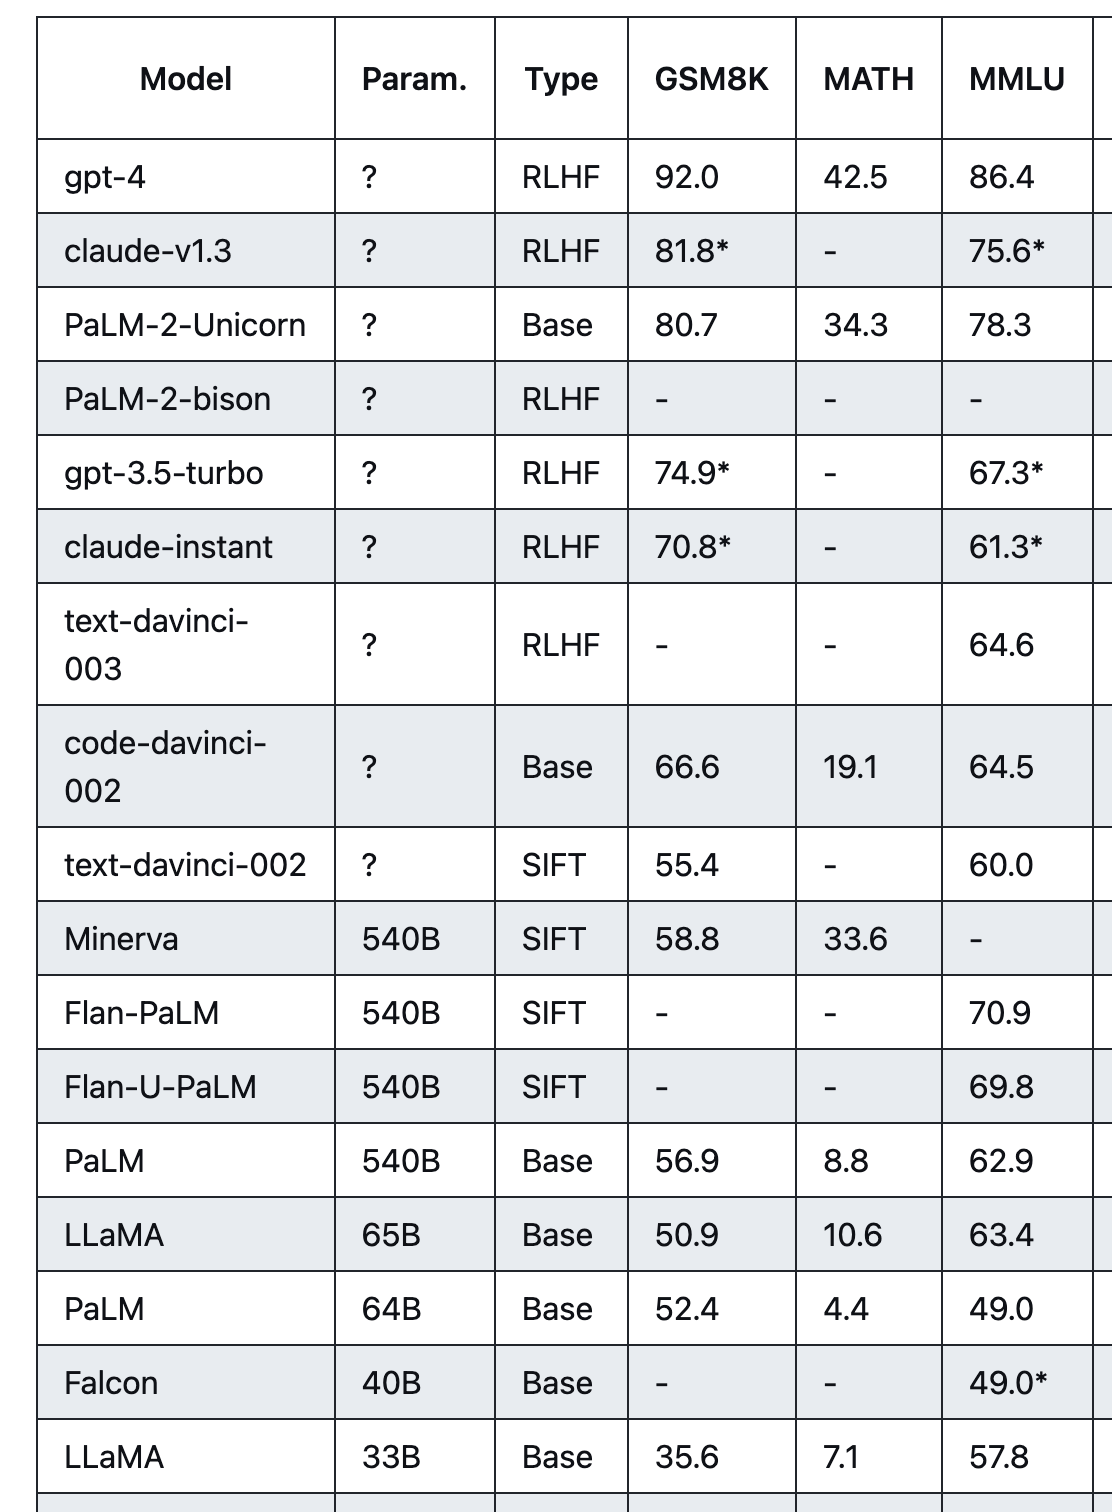 Model Param. Type GSM8K MATH MMLU
gpt-4 ? RLHF 92.0 42.5 86.4
claude-v1.3 ? RLHF 81.8* - 75.6*
PaLM-2-Unicorn ? Base 80.7 34.3 78.3
PaLM-2-bison ? RLHF - - -
gpt-3.5-turbo ? RLHF 74.9* - 67.3*
claude-instant ? RLHF 70.8* - 61.3*
text-davinci-
003 ? RLHF - - 64.6
code-davinci-
002 ? Base 66.6 19.1 64.5
text-davinci-002 ? SIFT 55.4 - 60.0
Minerva 540B SIFT 58.8 33.6 -
Flan-PaLM 540B SIFT - - 70.9
Flan-U-PaLM 540B SIFT - - 69.8
PaLM 540B Base 56.9 8.8 62.9
LLaMA 65B Base 50.9 10.6 63.4
PaLM 64B Base 52.4 4.4 49.0
Falcon 40B Base - - 49.0*
LLaMA 33B Base 35.6 7.1 57.8